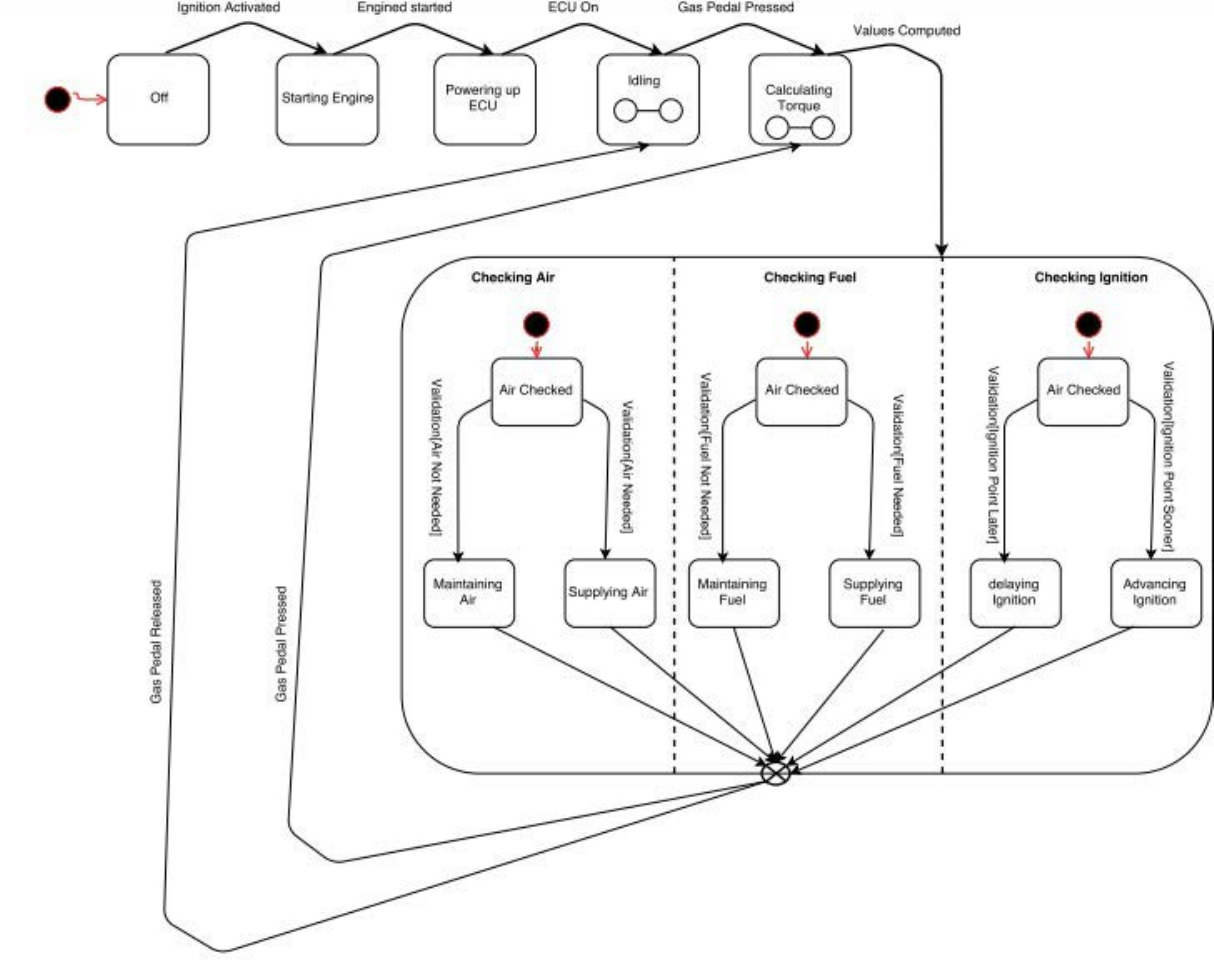 Ignition Activated
Engined started
ECU On
Gas Pedal Pressed
Values Computed
Off
Starting Engine
Powering up
ECU
Idling
Calculating
Torque
Checking Air
Checking Fuel
Checking Ignition
Air Checked
Air Checked
Air Checked
Validation[Air Not Needed]
Validation[Air Needed]
Validation[Fuel Not Needed]
Validation[Fuel Needed]
Validation[Ignition Point Later]
Validation[Ignition Point Sooner]
Maintaining
Air
Supplying Air
Maintaining
Fuel
Supplying
Fuel
delaying
Ignition
Advancing
Ignition
Gas Pedal Released
Gas Pedal Pressed